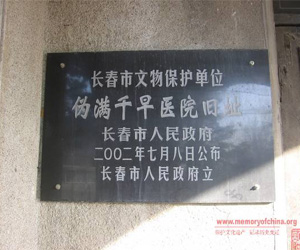 长春市文物保护单位
伪满千早医院旧址
长春市人民政府
二〇〇二年七月八日公布
长春市人民政府立
www.memoryofchina.org